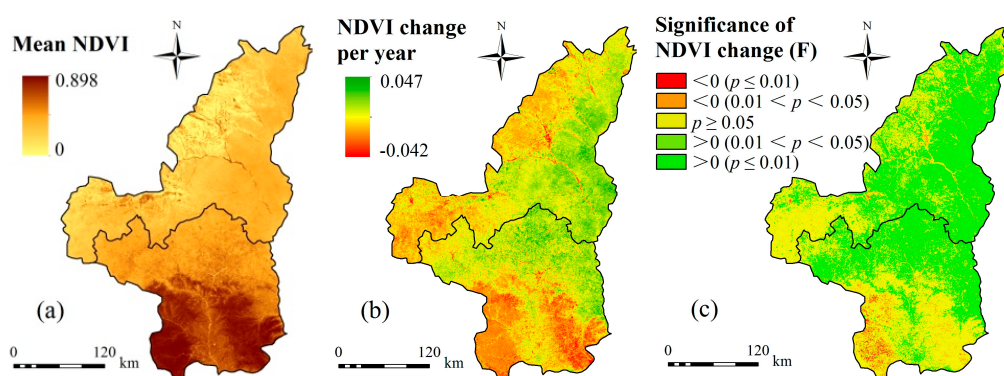 N
Mean NDVI
0.898
0
(a)
0 120
km
N
NDVI change
per year
0.047
-0.042
(b)
0 120
km
N
Significance of
NDVI change (F)
<0 (p ≤ 0.01)
<0 (0.01 < p < 0.05)
p ≥ 0.05
>0 (0.01 < p < 0.05)
>0 (p ≤ 0.01)
(c)
0 120
km